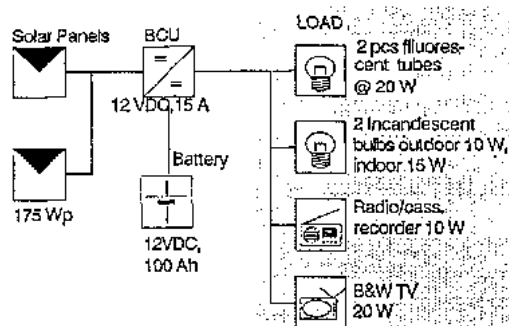 Solar Panels
BCU
12 VDC, 15 A
175 Wp
Battery
12VDC,
100 Ah
LOAD
2 pcs flluores-
cent tubes
@ 20 W
2 Incandescent
bulbs outdoor 10 W,
indoor 15 W
Radio/cass.
recorder 10 W
B&W TV
20 W